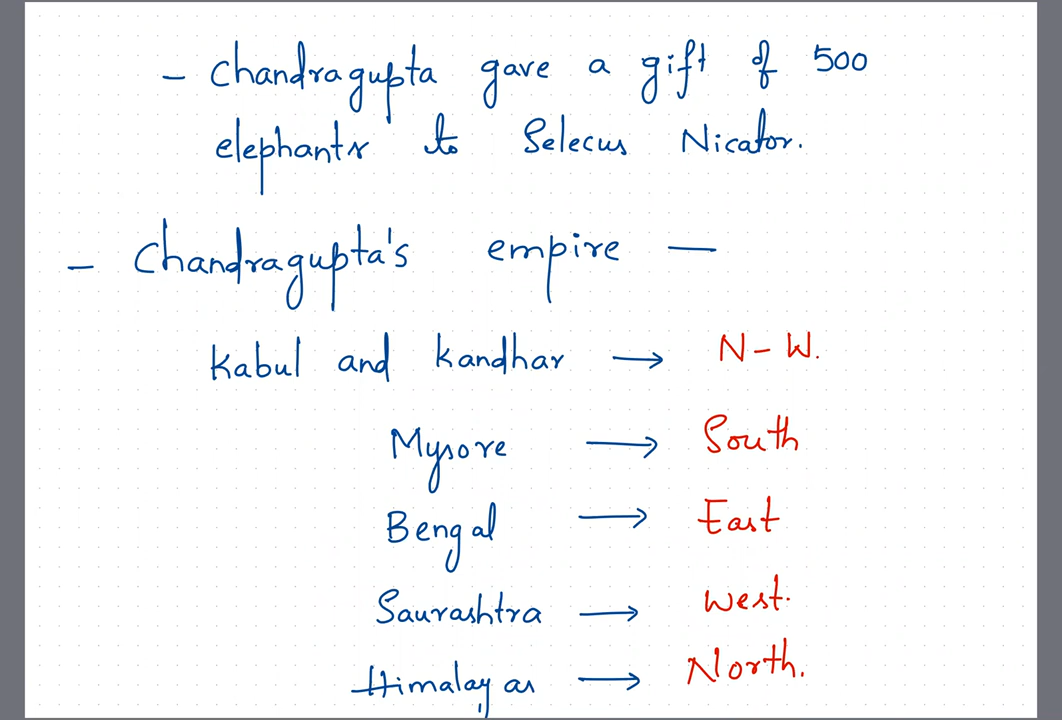 - Chandragupta gave a gift of 500
elephants to Selecus Nicator.
- Chandragupta's empire —
Kabul and Kandhar → N-W.
Mysore → South
Bengal → East
Saurashtra → West.
Himalayas → North.